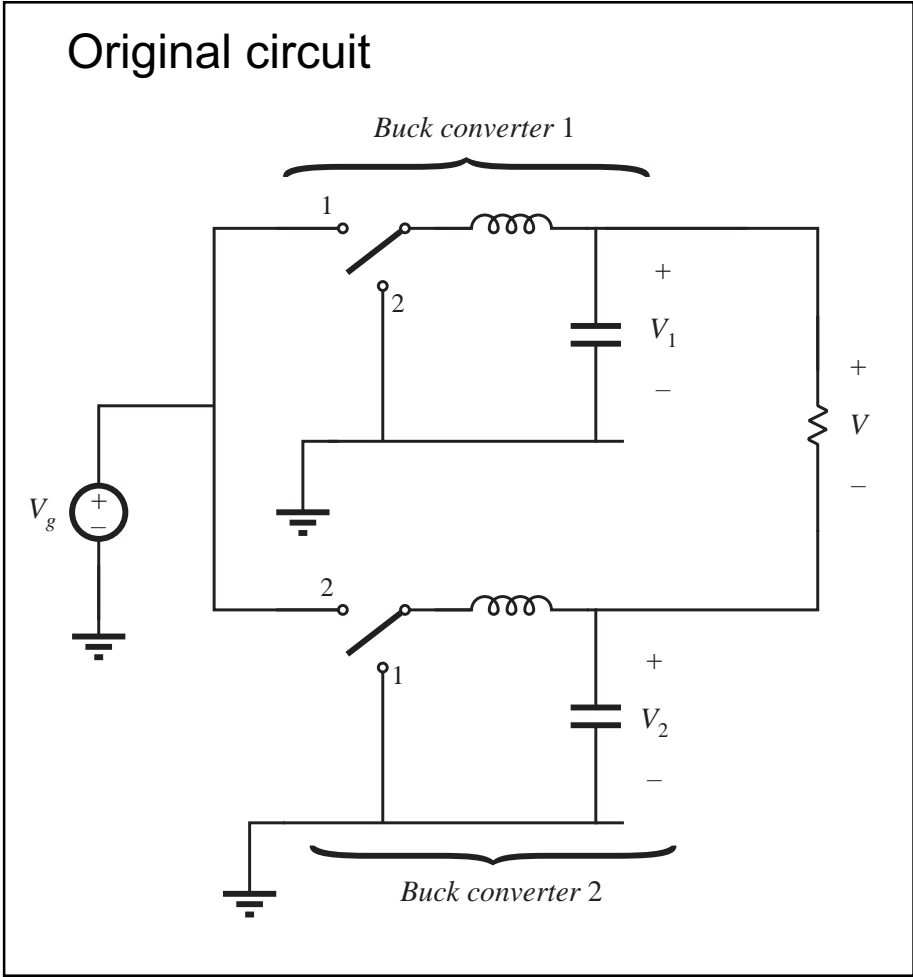 Original circuit
Buck converter 1
1
2
+
V1
–
+
V
–
Vg
+
–
2
1
+
V2
–
Buck converter 2